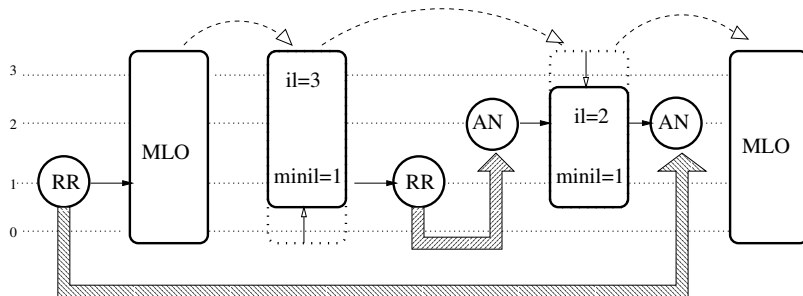 3
il=3
2
AN
il=2
AN
MLO
MLO
RR
1
minil=1
RR
minil=1
0